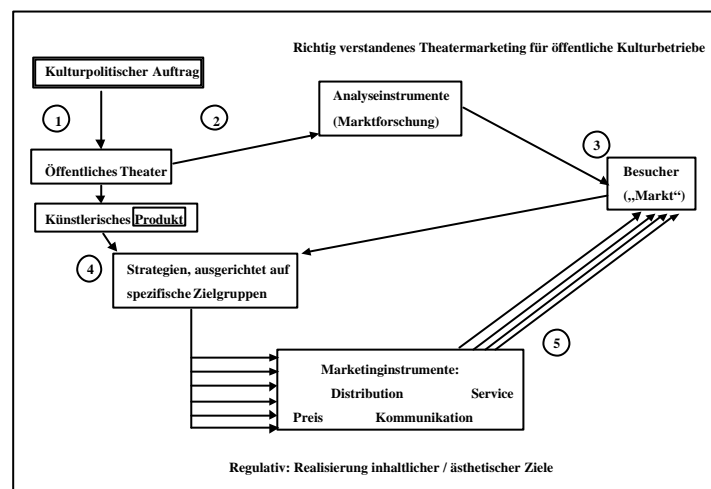 Richtig verstandenes Theatermarketing für öffentliche Kulturbetriebe
Kulturpolitischer Auftrag
Analyseinstrumente
(Marktforschung)
1
2
3
Öffentliches Theater
Besucher
(„Markt“)
Künstlerisches Produkt
4
Strategien, ausgerichtet auf
spezifische Zielgruppen
5
Marketinginstrumente:
Distribution Service
Preis Kommunikation
Regulativ: Realisierung inhaltlicher / ästhetischer Ziele